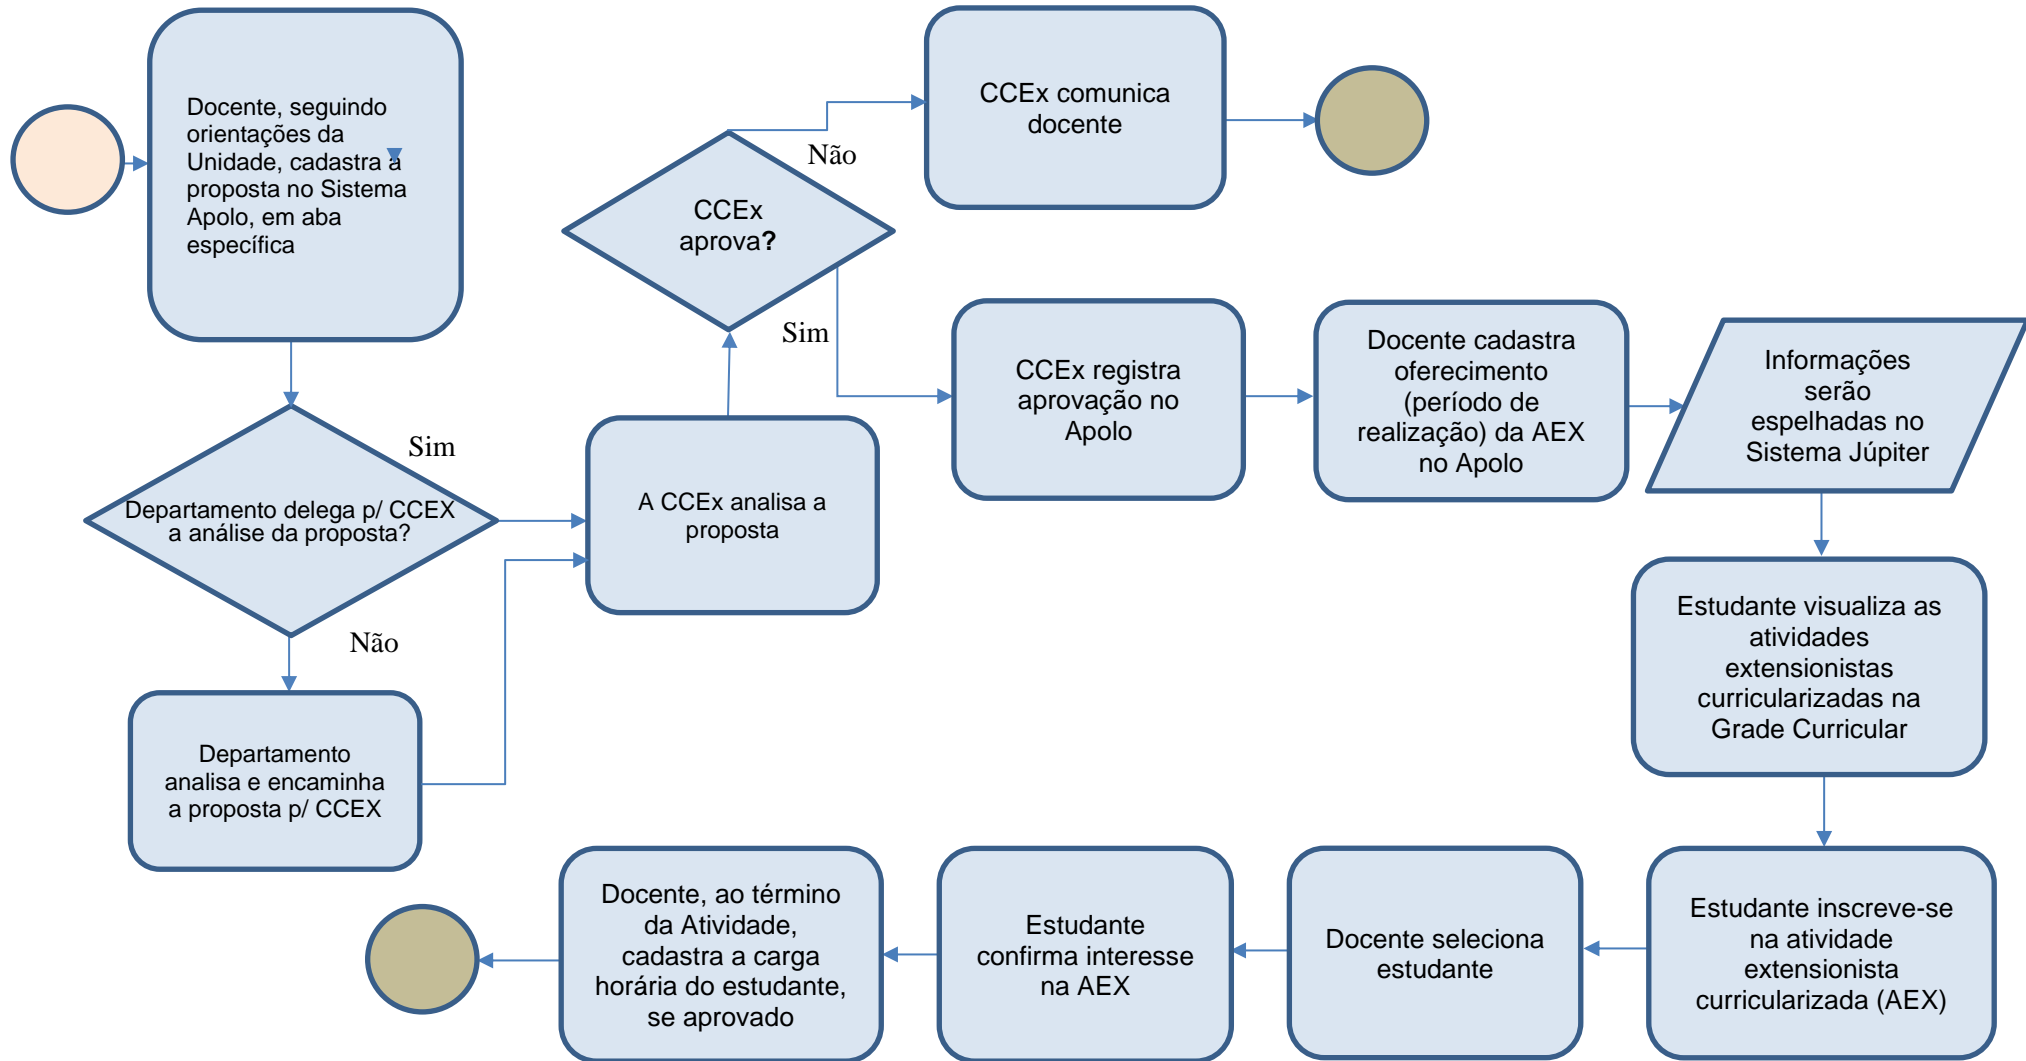 Docente, seguindo
orientações da
Unidade, cadastra a
proposta no Sistema
Apolo, em aba
específica
Departamento delega p/ CCEX
a análise da proposta?
Sim
Não
Departamento
analisa e encaminha
a proposta p/ CCEX
A CCEx analisa a
proposta
CCEx
aprova?
Não
CCEx comunica
docente
Sim
CCEx registra
aprovação no
Apolo
Docente cadastra
oferecimento
(período de
realização) da AEX
no Apolo
Informações
serão
espelhadas no
Sistema Júpiter
Estudante visualiza as
atividades
extensionistas
curricularizadas na
Grade Curricular
Estudante inscreve-se
na atividade
extensionista
curricularizada (AEX)
Docente seleciona
estudante
Estudante
confirma interesse
na AEX
Docente, ao término
da Atividade,
cadastra a carga
horária do estudante,
se aprovado